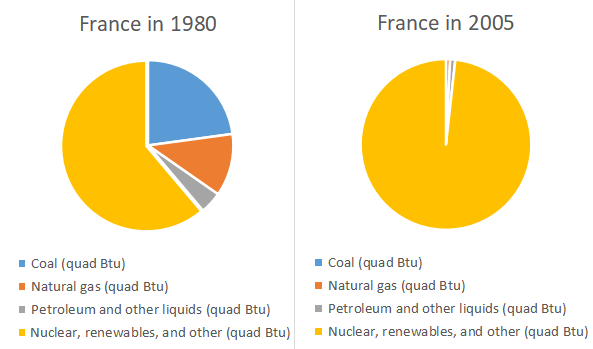 France in 1980
Coal (quad Btu)
Natural gas (quad Btu)
Petroleum and other liquids (quad Btu)
Nuclear, renewables, and other (quad Btu)
France in 2005
Coal (quad Btu)
Natural gas (quad Btu)
Petroleum and other liquids (quad Btu)
Nuclear, renewables, and other (quad Btu)